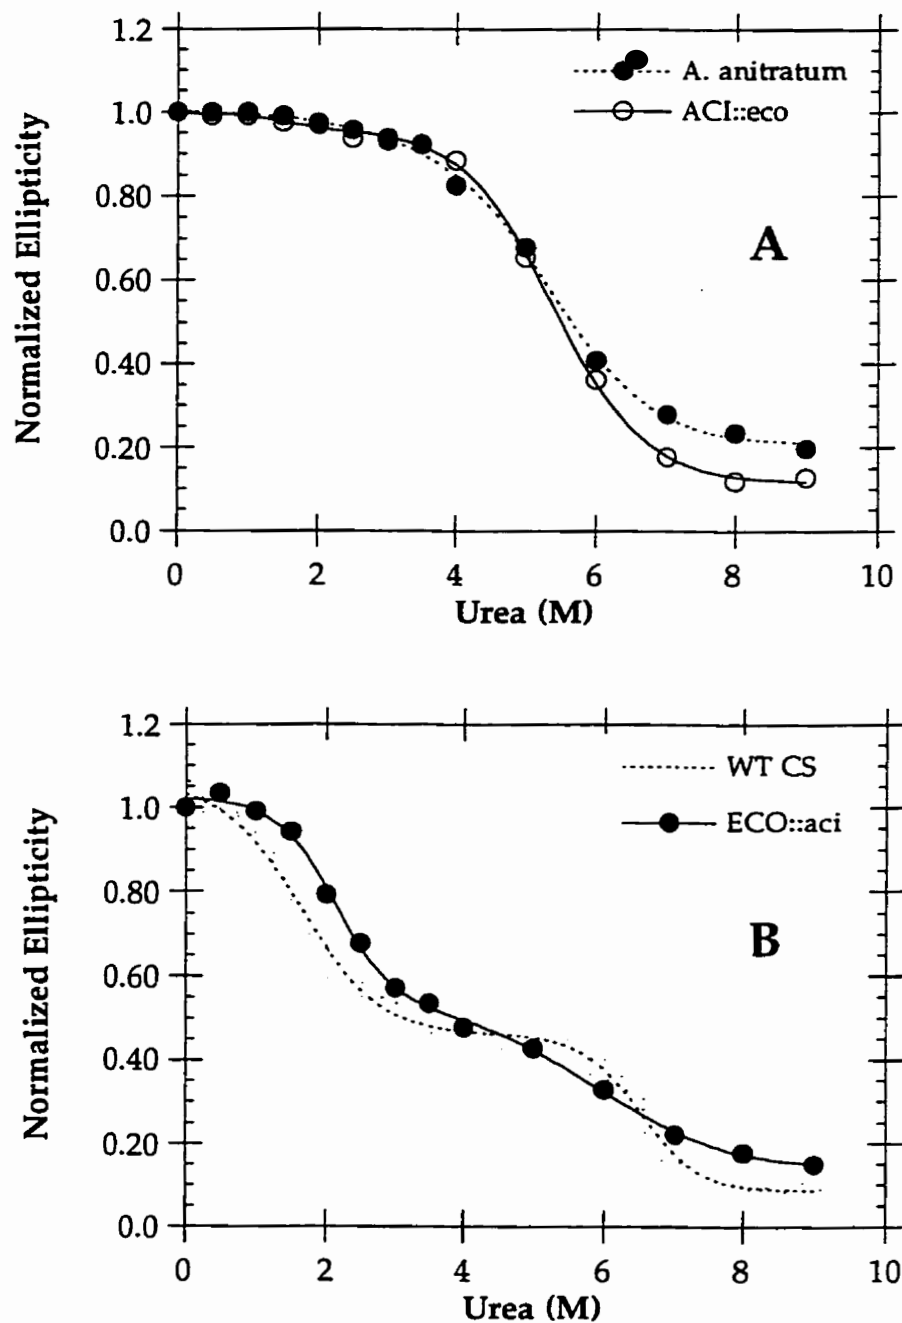 1.2
A. anitratum
ACI::eco
1.0
0.80
A
0.60
0.40
0.20
0.0
0 2 4 6 8 10
Urea (M)
Normalized Ellipticity
1.2
WT CS
ECO::aci
1.0
0.80
B
0.60
0.40
0.20
0.0
0 2 4 6 8 10
Urea (M)
Normalized Ellipticity